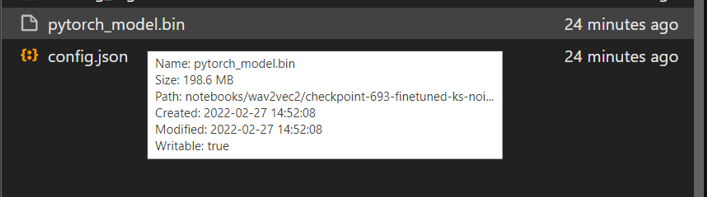 pytorch_model.bin 24 minutes ago
config.json 24 minutes ago
Name: pytorch_model.bin
Size: 198.6 MB
Path: notebooks/wav2vec2/checkpoint-693-finetuned-ks-noi...
Created: 2022-02-27 14:52:08
Modified: 2022-02-27 14:52:08
Writable: true